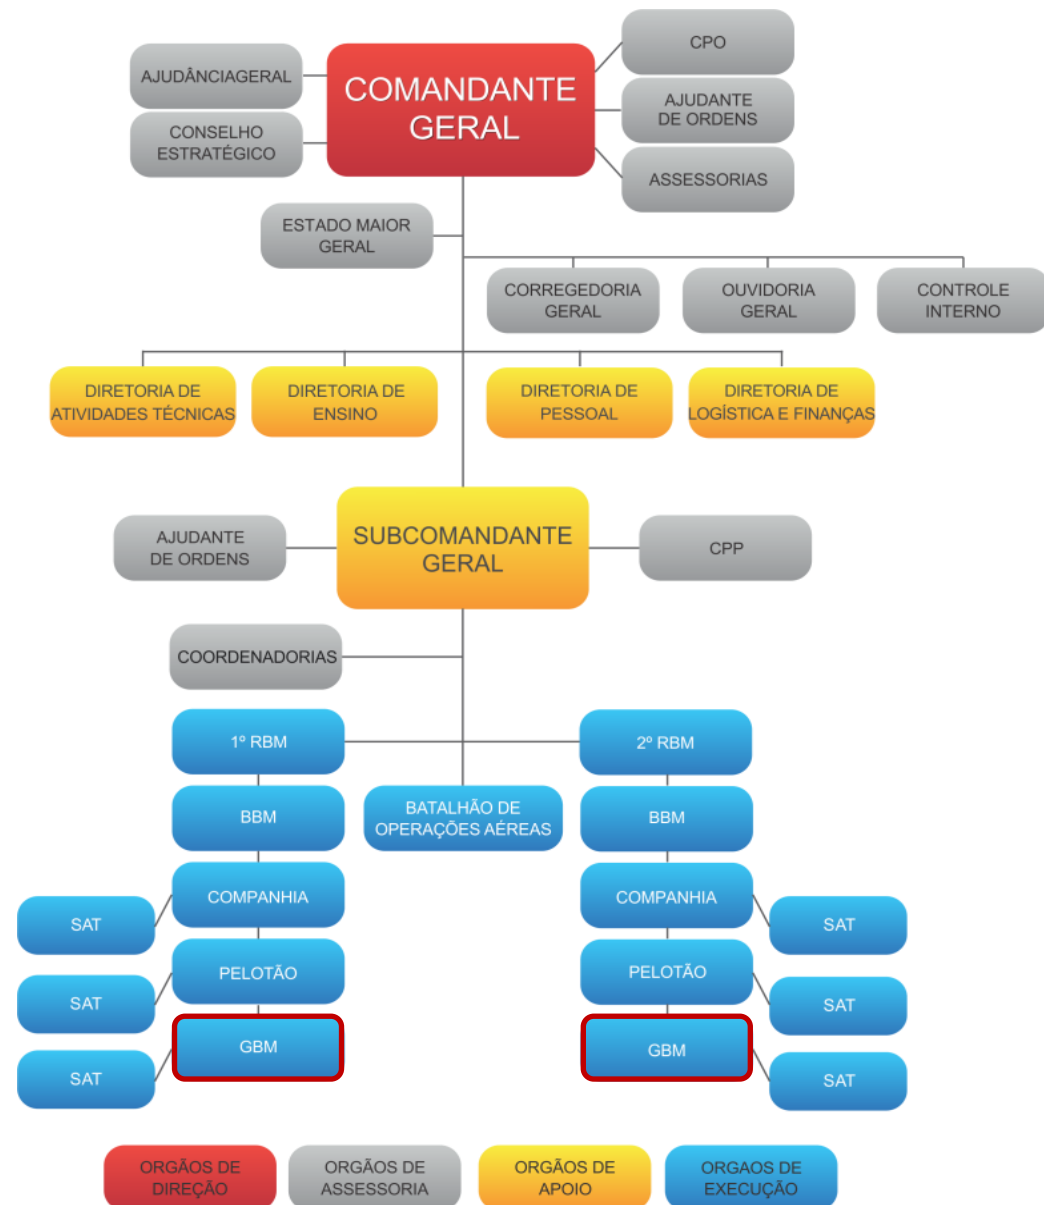 AJUDÂNCIAGERAL
CONSELHO
ESTRATÉGICO
COMANDANTE
GERAL
CPO
AJUDANTE
DE ORDENS
ASSESSORIAS
ESTADO MAIOR
GERAL
CORREGEDORIA
GERAL
OUVIDORIA
GERAL
CONTROLE
INTERNO
DIRETORIA DE
ATIVIDADES TÉCNICAS
DIRETORIA DE
ENSINO
DIRETORIA DE
PESSOAL
DIRETORIA DE
LOGÍSTICA E FINANÇAS
AJUDANTE
DE ORDENS
SUBCOMANDANTE
GERAL
CPP
COORDENADORIAS
1º RBM
2º RBM
BBM
BATALHÃO DE
OPERAÇÕES AÉREAS
BBM
COMPANHIA
COMPANHIA
SAT
SAT
PELOTÃO
PELOTÃO
SAT
SAT
GBM
GBM
SAT
SAT
ORGÃOS DE
DIREÇÃO
ORGÃOS DE
ASSESSORIA
ORGÃOS DE
APOIO
ORGAOS DE
EXECUÇÃO